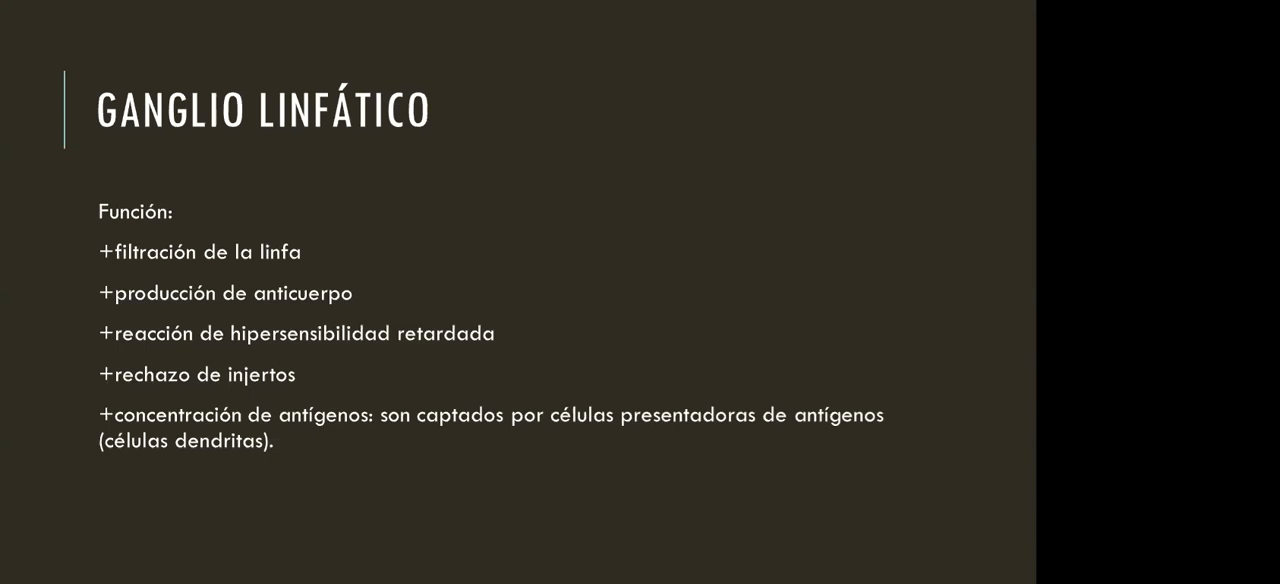 GANGLIO LINFÁTICO
Función:
+filtración de la linfa
+producción de anticuerpo
+reacción de hipersensibilidad retardada
+rechazo de injertos
+concentración de antígenos: son captados por células presentadoras de antígenos
(células dendritas).